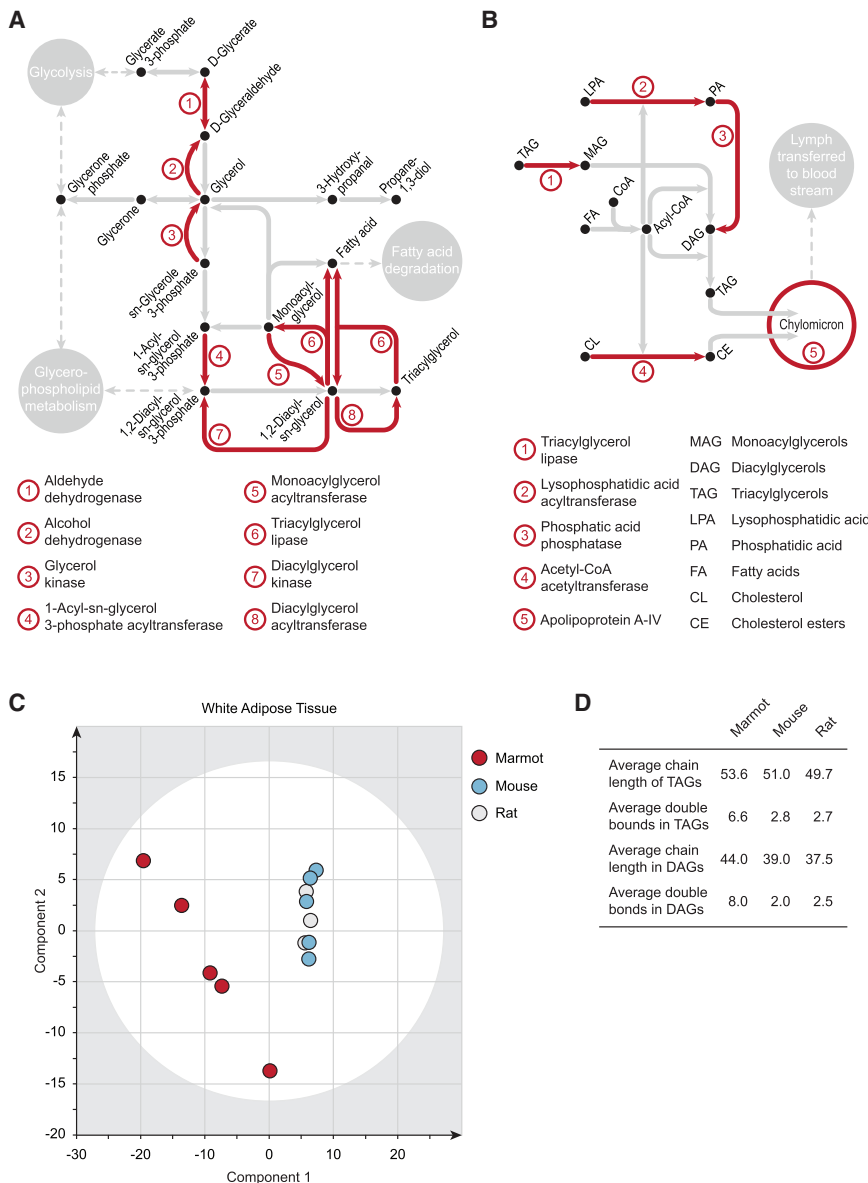 A
Glycolysis
Glycerate
3-phosphate
D-Glycerate
1
D-Glyceraldehyde
2
Glycerone
phosphate
Glycerone
Glycerol
3-Hydroxy-
propanal
Propane-
1,3-diol
3
sn-Glycerole
3-phosphate
Fatty acid
Fatty acid
degradation
Monoacyl-
glycerol
1-Acyl-
sn-glycerol
3-phosphate
4
5
6
6
Triacylglycerol
Glycero-
phospholipid
metabolism
1,2-Diacyl-
sn-glycerol
3-phosphate
7
1,2-Diacyl-
sn-glycerol
8
1 Aldehyde
dehydrogenase
2 Alcohol
dehydrogenase
3 Glycerol
kinase
4 1-Acyl-sn-glycerol
3-phosphate acyltransferase
5 Monoacylglycerol
acyltransferase
6 Triacylglycerol
lipase
7 Diacylglycerol
kinase
8 Diacylglycerol
acyltransferase
B
LPA
2
PA
3
TAG
1
MAG
Lymph
transferred
to blood
stream
CoA
FA
Acyl-CoA
DAG
TAG
Chylomicron
5
CL
4
CE
1 Triacylglycerol
lipase
2 Lysophosphatidic acid
acyltransferase
3 Phosphatic acid
phosphatase
4 Acetyl-CoA
acetyltransferase
5 Apolipoprotein A-IV
MAG Monoacylglycerols
DAG Diacylglycerols
TAG Triacylglycerols
LPA Lysophosphatidic acid
PA Phosphatidic acid
FA Fatty acids
CL Cholesterol
CE Cholesterol esters
C
White Adipose Tissue
Component 2
15
10
5
0
-5
-10
-15
-20
-30 -20 -10 0 10 20
Component 1
Marmot
Mouse
Rat
D
Marmot Mouse Rat
Average chain
length of TAGs 53.6 51.0 49.7
Average double
bounds in TAGs 6.6 2.8 2.7
Average chain
length in DAGs 44.0 39.0 37.5
Average double
bonds in DAGs 8.0 2.0 2.5